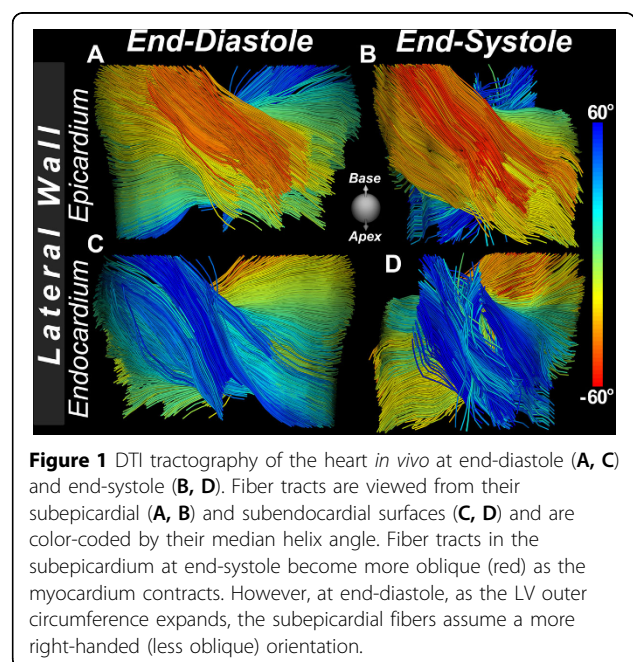 End-Diastole End-Systole
A B
Lateral Wall
Epicardium
60°
Base
Apex
C D
Endocardium
-60°
Figure 1 DTI tractography of the heart in vivo at end-diastole (A, C)
and end-systole (B, D). Fiber tracts are viewed from their
subepicardial (A, B) and subendocardial surfaces (C, D) and are
color-coded by their median helix angle. Fiber tracts in the
subepicardium at end-systole become more oblique (red) as the
myocardium contracts. However, at end-diastole, as the LV outer
circumference expands, the subepicardial fibers assume a more
right-handed (less oblique) orientation.